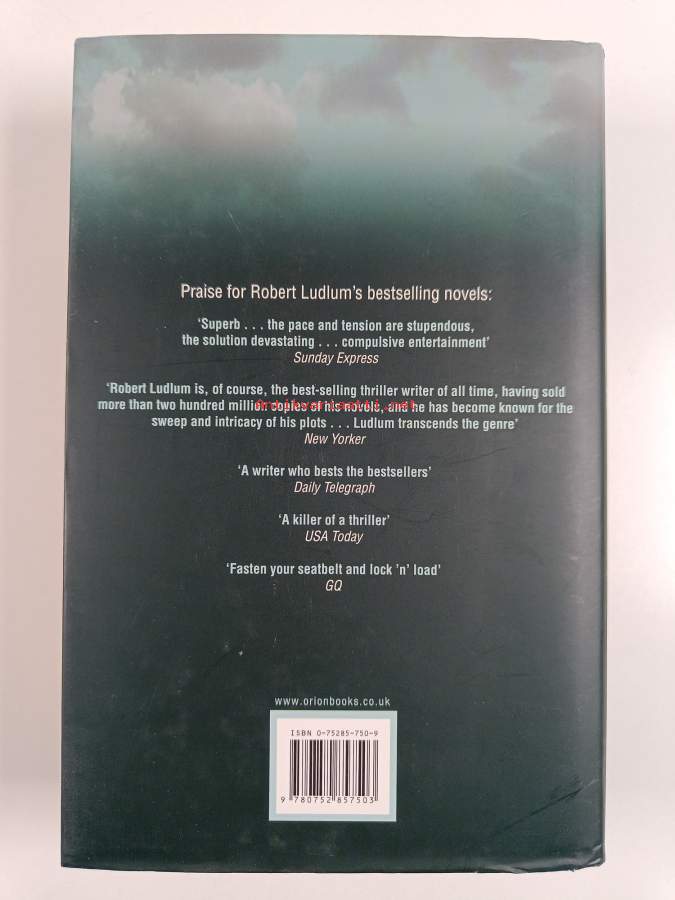 Praise for Robert Ludlum's bestselling novels:
'Superb . . . the pace and tension are stupendous,
the solution devastating . . . compulsive entertainment'
Sunday Express
'Robert Ludlum is, of course, the best-selling thriller writer of all time, having sold
more than two hundred million copies of his novels, and he has become known for the
sweep and intricacy of his plots . . . Ludlum transcends the genre'
New Yorker
'A writer who bests the bestsellers'
Daily Telegraph
'A killer of a thriller'
USA Today
'Fasten your seatbelt and lock 'n' load'
GQ
www.orionbooks.co.uk
ISBN 0-75285-750-9
9 780752 857503